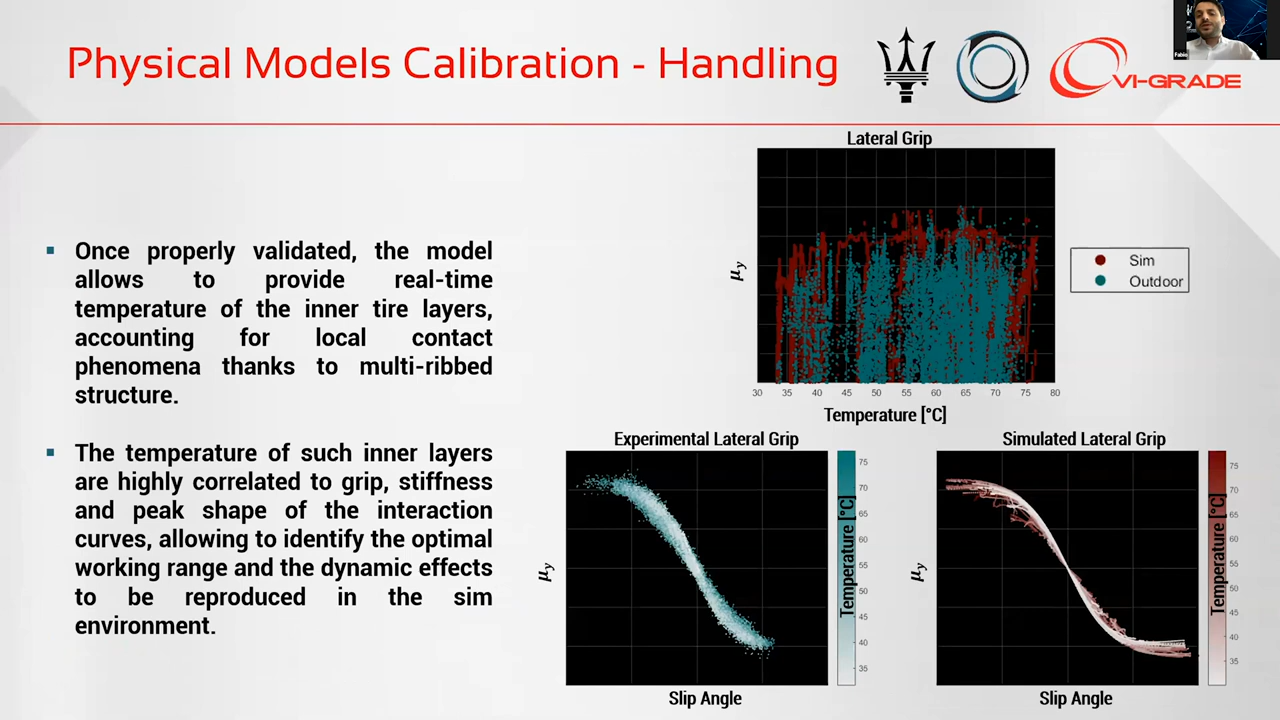 Physical Models Calibration - Handling
VI-GRADE
Fabio
Once properly validated, the model
allows to provide real-time
temperature of the inner tire layers,
accounting for local contact
phenomena thanks to multi-ribbed
structure.
The temperature of such inner layers
are highly correlated to grip, stiffness
and peak shape of the interaction
curves, allowing to identify the optimal
working range and the dynamic effects
to be reproduced in the sim
environment.
Lateral Grip
μy
30 35 40 45 50 55 60 65 70 75 80
Temperature [°C]
Sim
Outdoor
Experimental Lateral Grip
μy
Slip Angle
Temperature [°C]
75
70
65
60
55
50
45
40
35
Simulated Lateral Grip
μy
Slip Angle
Temperature [°C]
75
70
65
60
55
50
45
40
35